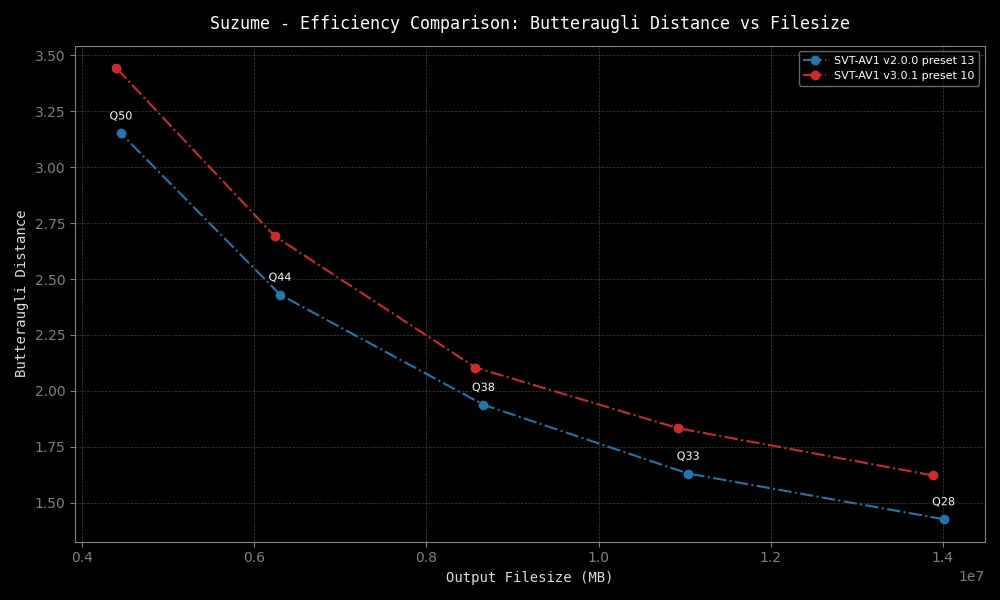 Suzume - Efficiency Comparison: Butteraugli Distance vs Filesize
SVT-AV1 v2.0.0 preset 13
SVT-AV1 v3.0.1 preset 10
3.50
3.25
3.00
2.75
2.50
2.25
2.00
1.75
1.50
Butteraugli Distance
Q50
Q44
Q38
Q33
Q28
0.4
0.6
0.8
1.0
1.2
1.4
1e7
Output Filesize (MB)